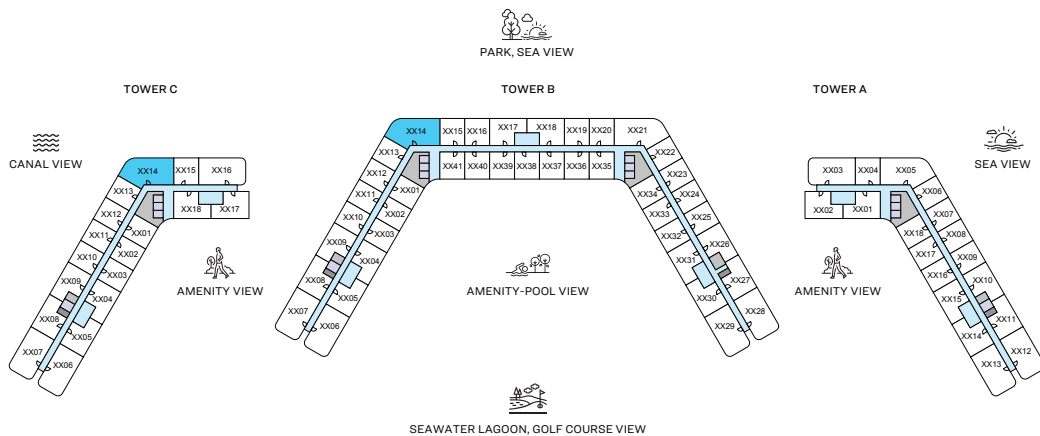 PARK, SEA VIEW
TOWER C
TOWER B
TOWER A
CANAL VIEW
SEA VIEW
XX14
XX15
XX16
XX13
XX12
XX11
XX10
XX09
XX08
XX07
XX18
XX17
XX01
XX02
XX03
XX04
XX05
XX06
XX14
XX15
XX16
XX17
XX18
XX19
XX20
XX21
XX13
XX12
XX11
XX10
XX09
XX08
XX07
XX41
XX40
XX39
XX38
XX37
XX36
XX35
XX01
XX02
XX03
XX04
XX05
XX06
XX22
XX23
XX24
XX25
XX26
XX27
XX28
XX34
XX33
XX32
XX31
XX30
XX29
XX03
XX04
XX05
XX02
XX01
XX06
XX07
XX08
XX09
XX10
XX11
XX12
XX18
XX17
XX16
XX15
XX14
XX13
AMENITY VIEW
AMENITY-POOL VIEW
AMENITY VIEW
SEAWATER LAGOON, GOLF COURSE VIEW